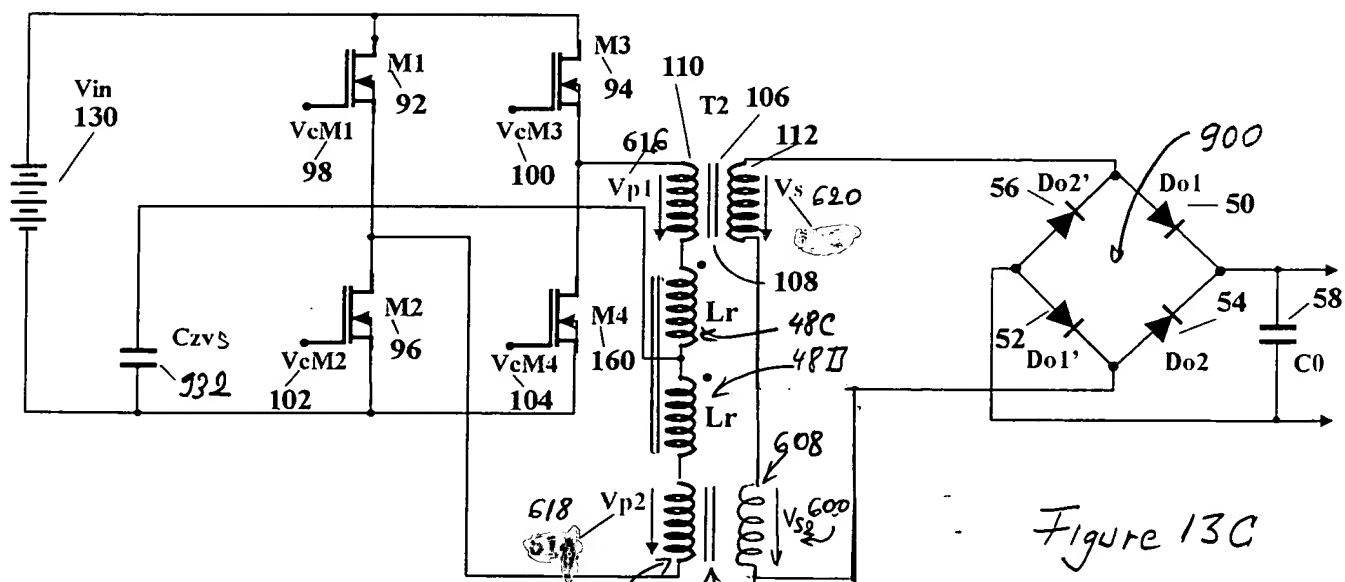 M1
92
M3
94
Vin
130
VcM1
98
VcM3
100
110
T2
106
112
616
Vp1
Vs 620
108
900
56
Do2'
Do1
50
52
Do1'
54
Do2
58
C0
Czvs
932
M2
96
VcM2
102
M4
160
VcM4
104
Lr
48C
48D
Lr
608
618
Vp2
Vs2 600
Figure 13C